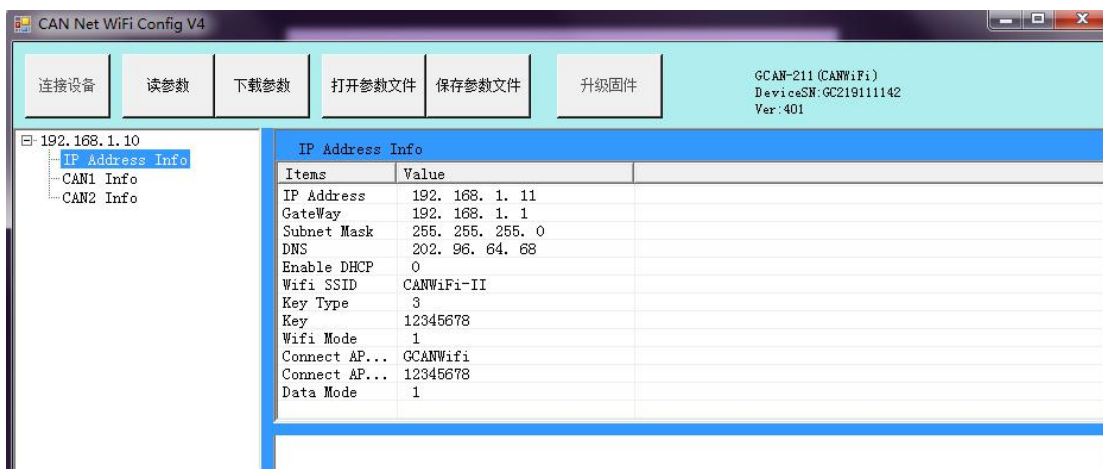 CAN Net WiFi Config V4
连接设备 读参数 下载参数 打开参数文件 保存参数文件 升级固件
GCAN-211(CANWiFi)
DeviceSN:GC219111142
Ver:401
192.168.1.10
IP Address Info
CAN1 Info
CAN2 Info
IP Address Info
Items Value
IP Address 192. 168. 1. 11
GateWay 192. 168. 1. 1
Subnet Mask 255. 255. 255. 0
DNS 202. 96. 64. 68
Enable DHCP 0
Wifi SSID CANWiFi-II
Key Type 3
Key 12345678
Wifi Mode 1
Connect AP... GCANWifi
Connect AP... 12345678
Data Mode 1